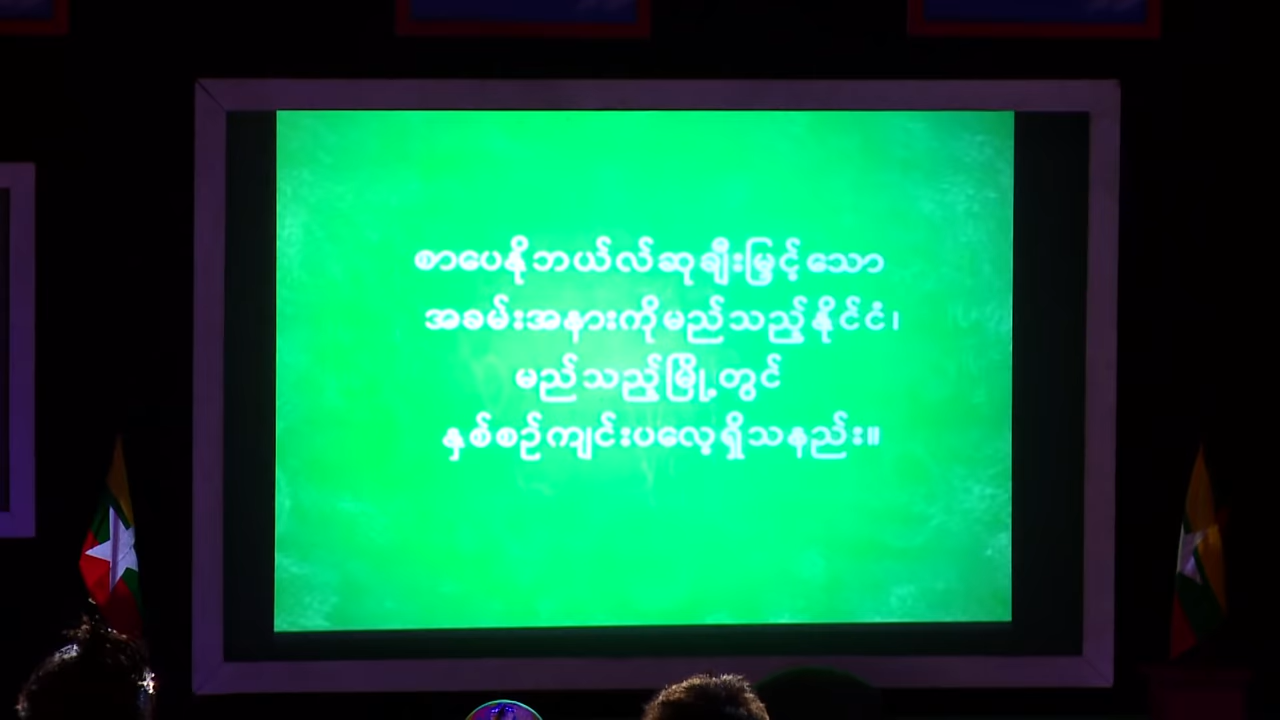 စာပေနိုဘယ်လ်ဆုချီးမြှင့်သော
အခမ်းအနားကိုမည်သည့်နိုင်ငံ၊
မည်သည့်မြို့တွင်
နှစ်စဉ်ကျင်းပလေ့ရှိသနည်း။